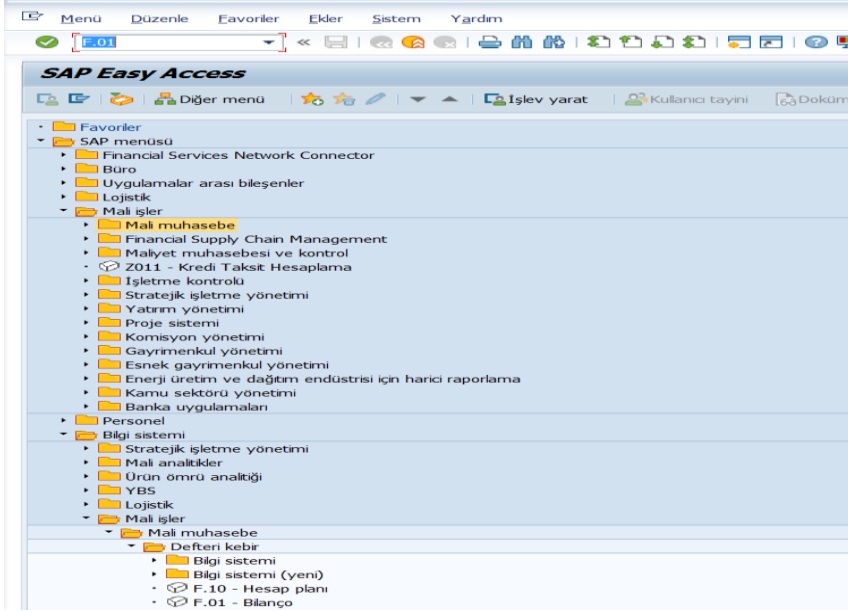 Menü Düzenle Favoriler Ekler Sistem Yardım
F.01
SAP Easy Access
Diğer menü İşlev yarat Kullanıcı tayini Doküm
Favoriler
SAP menüsü
Financial Services Network Connector
Büro
Uygulamalar arası bileşenler
Lojistik
Mali işler
Mali muhasebe
Financial Supply Chain Management
Maliyet muhasebesi ve kontrol
Z011 - Kredi Taksit Hesaplama
İşletme kontrolü
Stratejik işletme yönetimi
Yatırım yönetimi
Proje sistemi
Komisyon yönetimi
Gayrimenkul yönetimi
Esnek gayrimenkul yönetimi
Enerji üretim ve dağıtım endüstrisi için harici raporlama
Kamu sektörü yönetimi
Banka uygulamaları
Personel
Bilgi sistemi
Stratejik işletme yönetimi
Mali analitikler
Ürün ömrü analitiği
YBS
Lojistik
Mali işler
Mali muhasebe
Defteri kebir
Bilgi sistemi
Bilgi sistemi (yeni)
F.10 - Hesap planı
F.01 - Bilanço